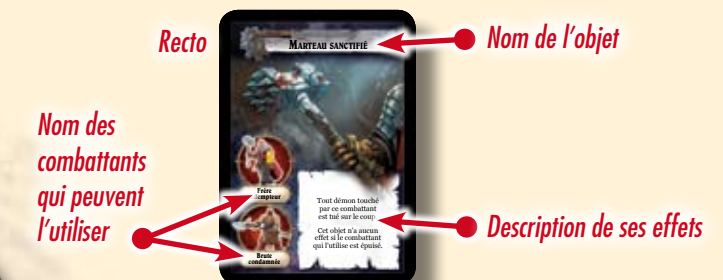 Recto
MARTEAU SANCTIFIÉ
Nom de l'objet
Nom des
combattants
qui peuvent
l'utiliser
Frère
Brute
condamnée
Tout démon touché
par ce combattant
est tué sur le coup
Cet objet n'a aucun
effet si le combattant
qui l'utilise est épuisé.
Description de ses effets